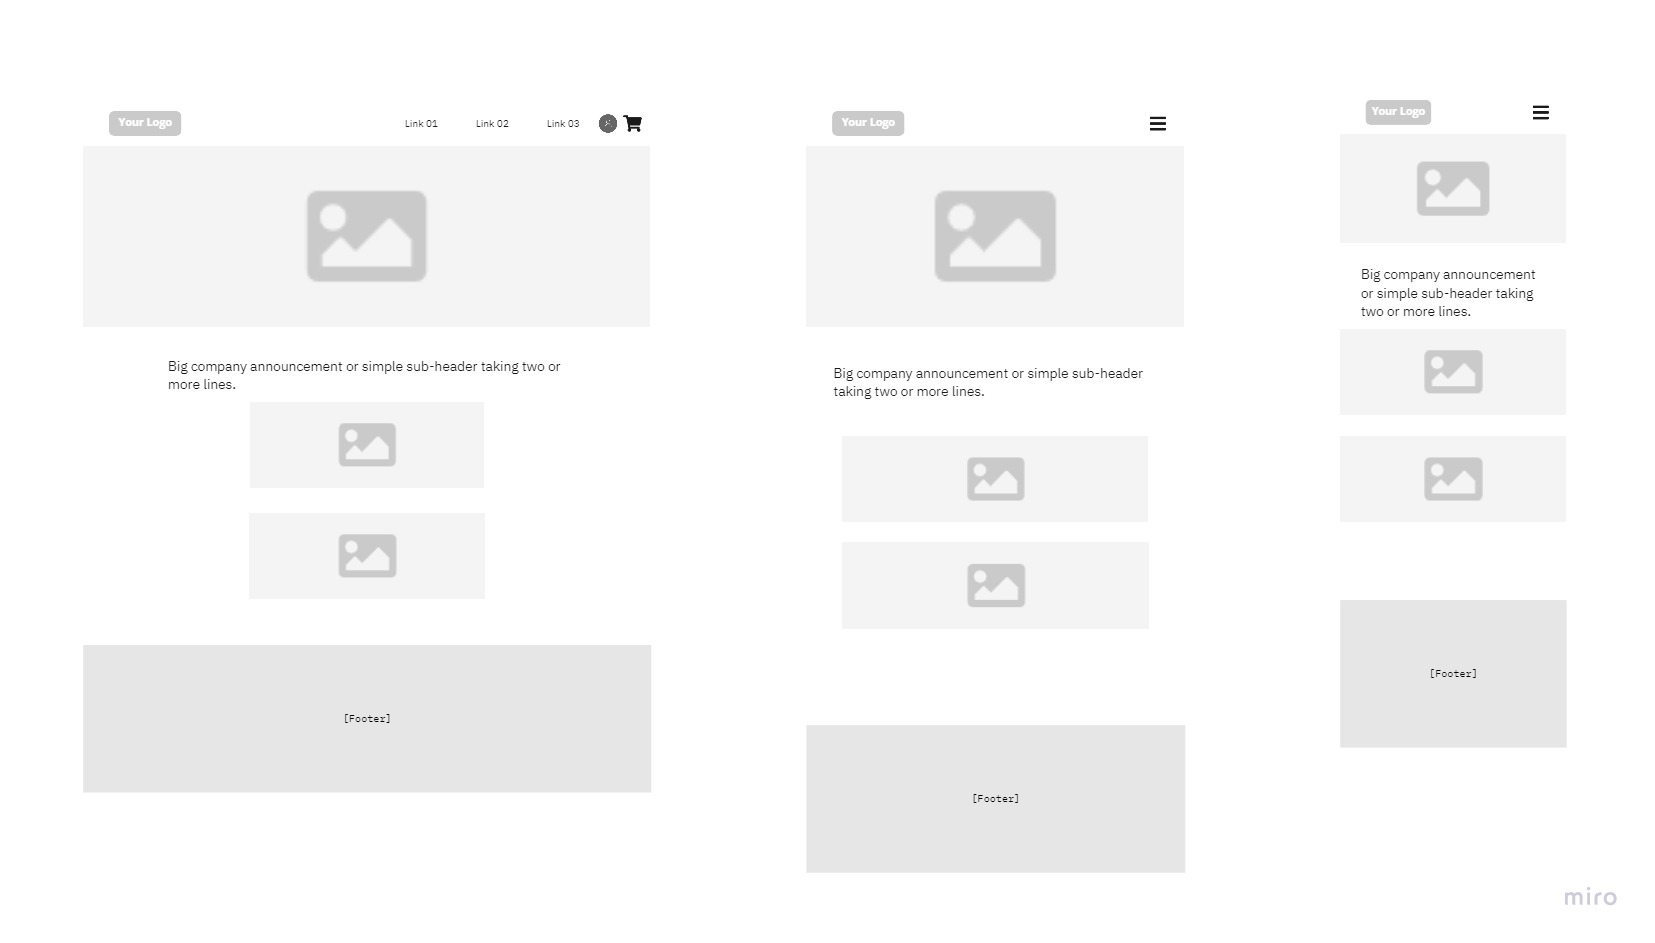 Your Logo
Link 01
Link 02
Link 03
Big company announcement or simple sub-header taking two or
more lines.
[Footer]
Your Logo
Big company announcement or simple sub-header
taking two or more lines.
[Footer]
Your Logo
Big company announcement
or simple sub-header taking
two or more lines.
[Footer]
miro